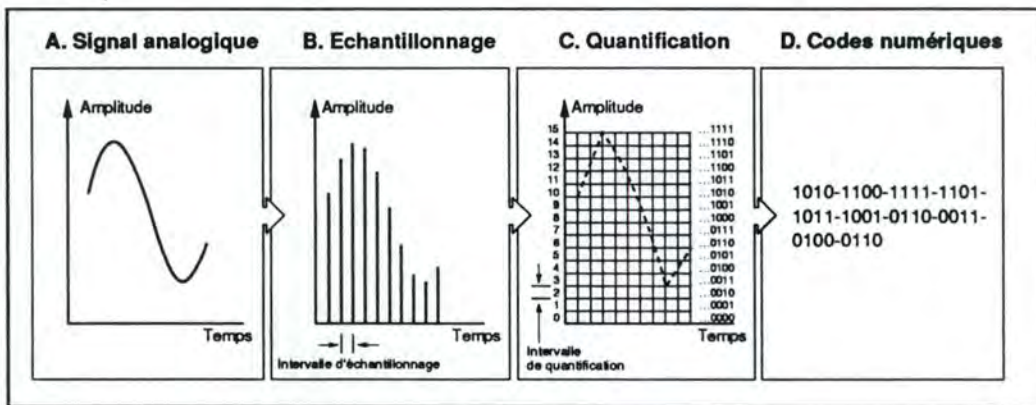 A. Signal analogique
B. Echantillonnage
C. Quantification
D. Codes numériques
Amplitude
Temps
Amplitude
Temps
Intervalle d'échantillonnage
Amplitude
15 ...1111
14 ...1110
13 ...1101
12 ...1100
11 ...1011
10 ...1010
9 ...1001
8 ...1000
7 ...0111
6 ...0110
5 ...0101
4 ...0100
3 ...0011
2 ...0010
1 ...0001
0 ...0000
Temps
Intervalle
de quantification
1010-1100-1111-1101-
1011-1001-0110-0011-
0100-0110